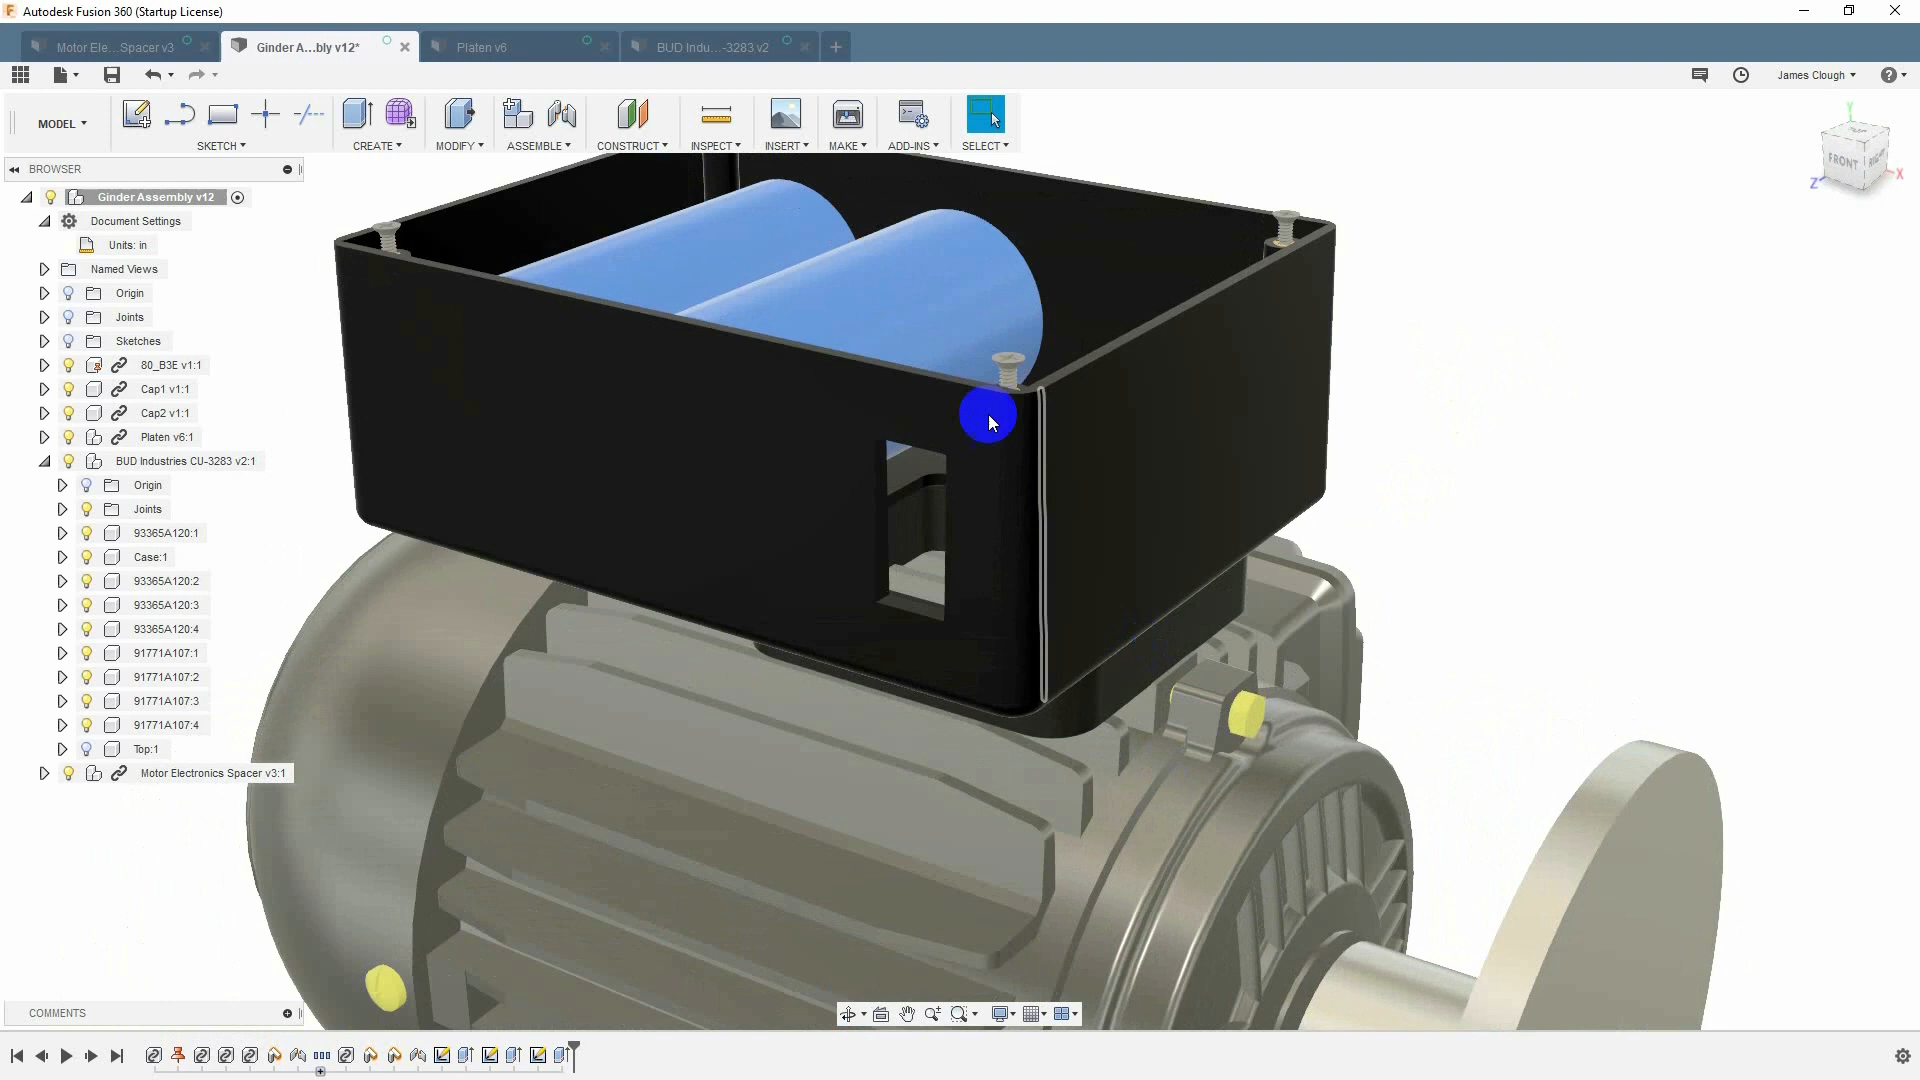 Autodesk Fusion 360 (Startup License)
Motor Ele...Spacer v3
Ginder A...bly v12*
Platen v6
BUD Indu...-3283 v2
James Clough
MODEL
SKETCH
CREATE
MODIFY
ASSEMBLE
CONSTRUCT
INSPECT
INSERT
MAKE
ADD-INS
SELECT
Y
TOP
FRONT
RIGHT
X
Z
BROWSER
Ginder Assembly v12
Document Settings
Units: in
Named Views
Origin
Joints
Sketches
80_B3E v1:1
Cap1 v1:1
Cap2 v1:1
Platen v6:1
BUD Industries CU-3283 v2:1
Origin
Joints
93365A120:1
Case:1
93365A120:2
93365A120:3
93365A120:4
91771A107:1
91771A107:2
91771A107:3
91771A107:4
Top:1
Motor Electronics Spacer v3:1
COMMENTS